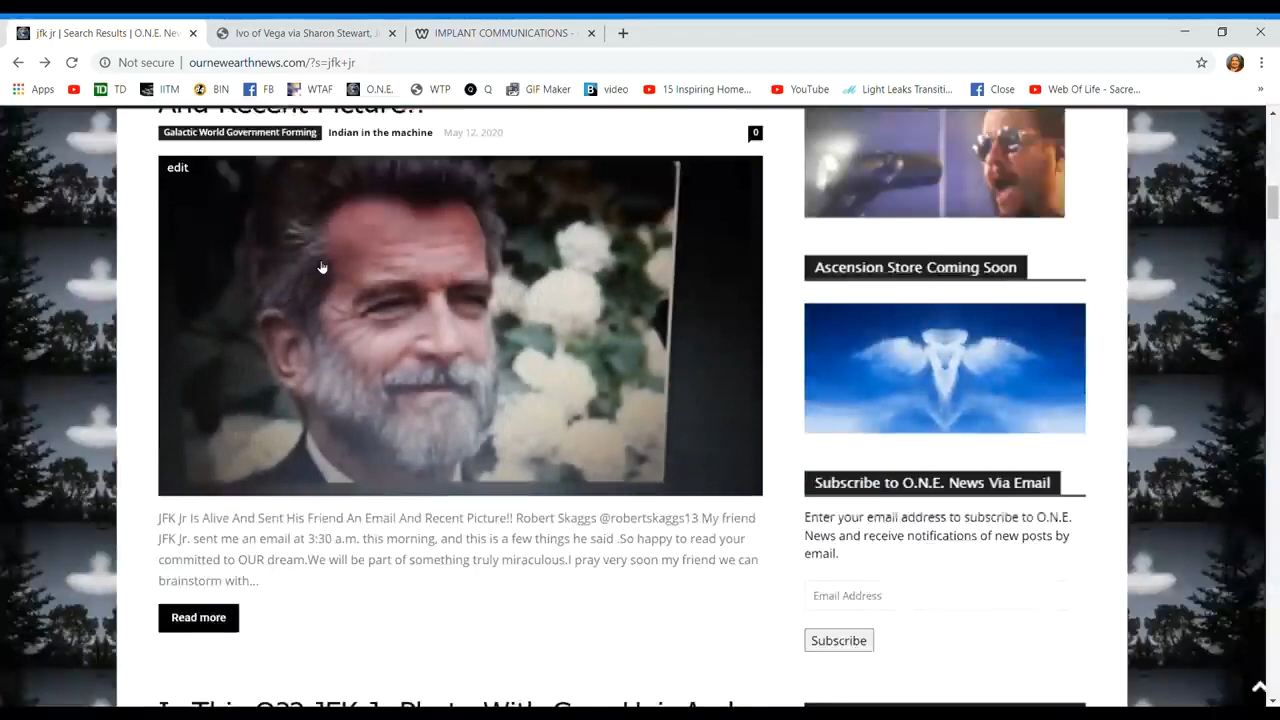 jfk jr | Search Results | O.N.E. Nev
Ivo of Vega via Sharon Stewart, J
IMPLANT COMMUNICATIONS -
Not secure
ournewearthnews.com/?s=jfk+jr
Apps
TD
IITM
BIN
FB
WTAF
O.N.E.
WTP
Q
GIF Maker
video
15 Inspiring Home...
YouTube
Light Leaks Transiti...
Close
Web Of Life - Sacre...
And Recent Picture!!
Galactic World Government Forming
Indian in the machine
May 12, 2020
0
edit
JFK Jr Is Alive And Sent His Friend An Email And Recent Picture!! Robert Skaggs @robertskaggs13 My friend
JFK Jr. sent me an email at 3:30 a.m. this morning, and this is a few things he said .So happy to read your
committed to OUR dream.We will be part of something truly miraculous.I pray very soon my friend we can
brainstorm with...
Read more
Ascension Store Coming Soon
Subscribe to O.N.E. News Via Email
Enter your email address to subscribe to O.N.E.
News and receive notifications of new posts by
email.
Email Address
Subscribe